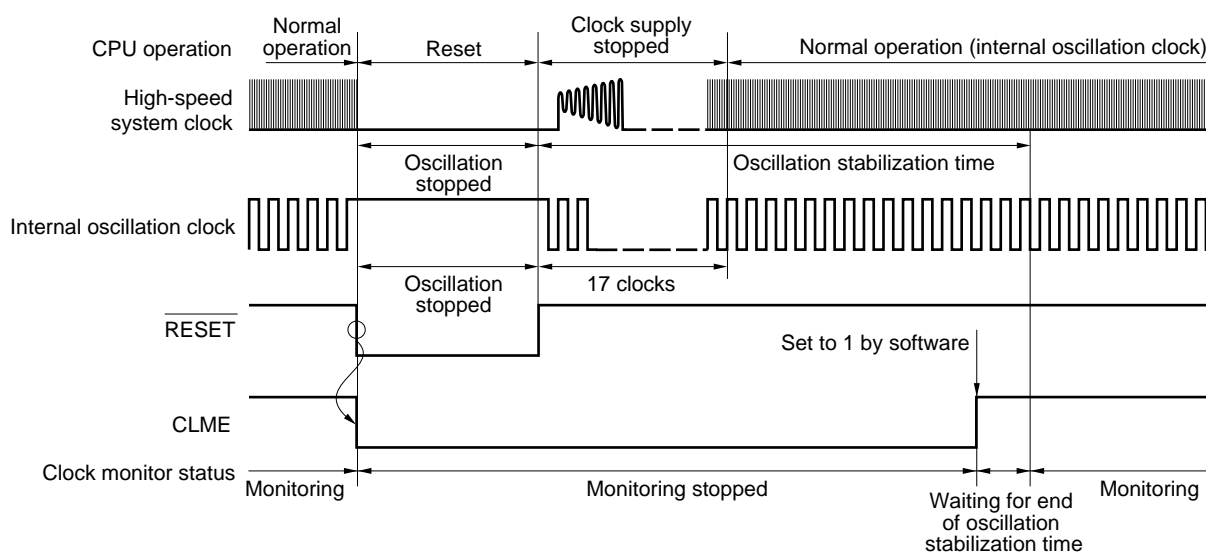 CPU operation
Normal
operation
Reset
Clock supply
stopped
Normal operation (internal oscillation clock)
High-speed
system clock
Oscillation
stopped
Oscillation stabilization time
Internal oscillation clock
Oscillation
stopped
17 clocks
RESET
Set to 1 by software
CLME
Clock monitor status
Monitoring
Monitoring stopped
Waiting for end
of oscillation
stabilization time
Monitoring